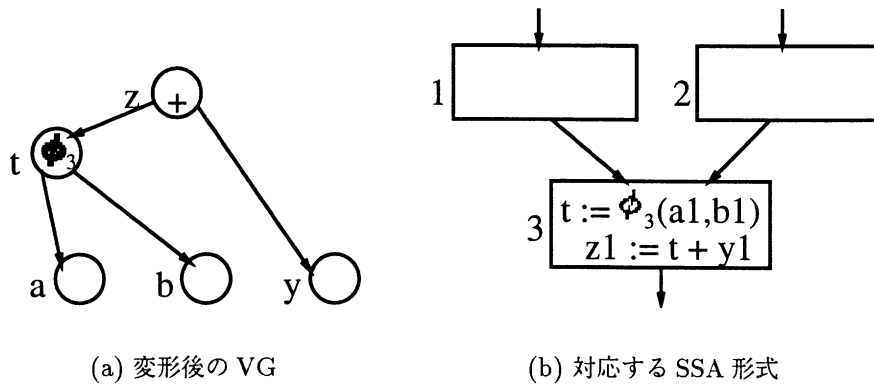 z
+
t
ϕ3
a
b
y
(a) 変形後の VG
1
2
3
t := ϕ3(a1,b1)
z1 := t + y1
(b) 対応する SSA 形式